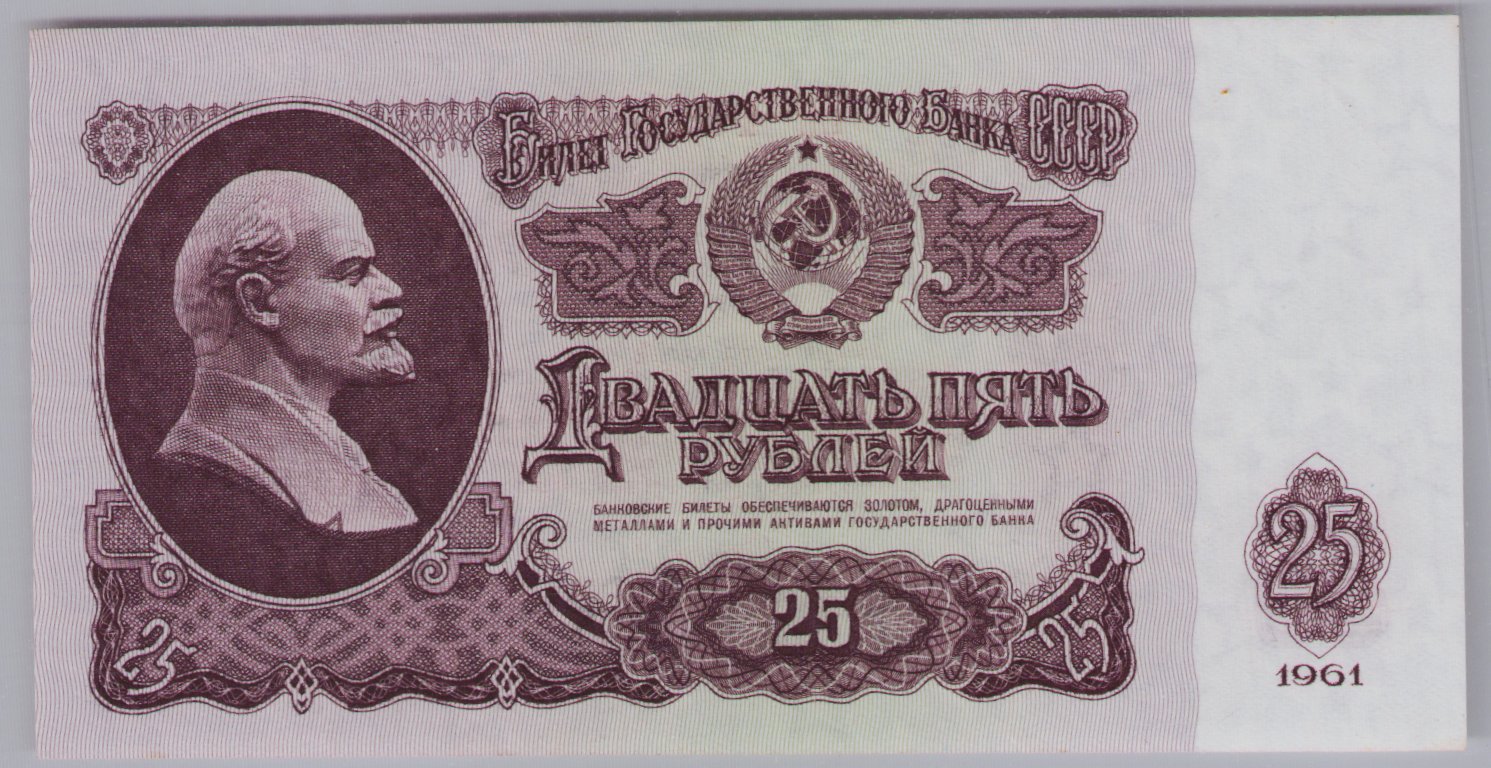 Билет Государственного Банка СССР
Двадцать пять
рублей
БАНКОВСКИЕ БИЛЕТЫ ОБЕСПЕЧИВАЮТСЯ ЗОЛОТОМ, ДРАГОЦЕННЫМИ
МЕТАЛЛАМИ И ПРОЧИМИ АКТИВАМИ ГОСУДАРСТВЕННОГО БАНКА
25
25
25
25
1961